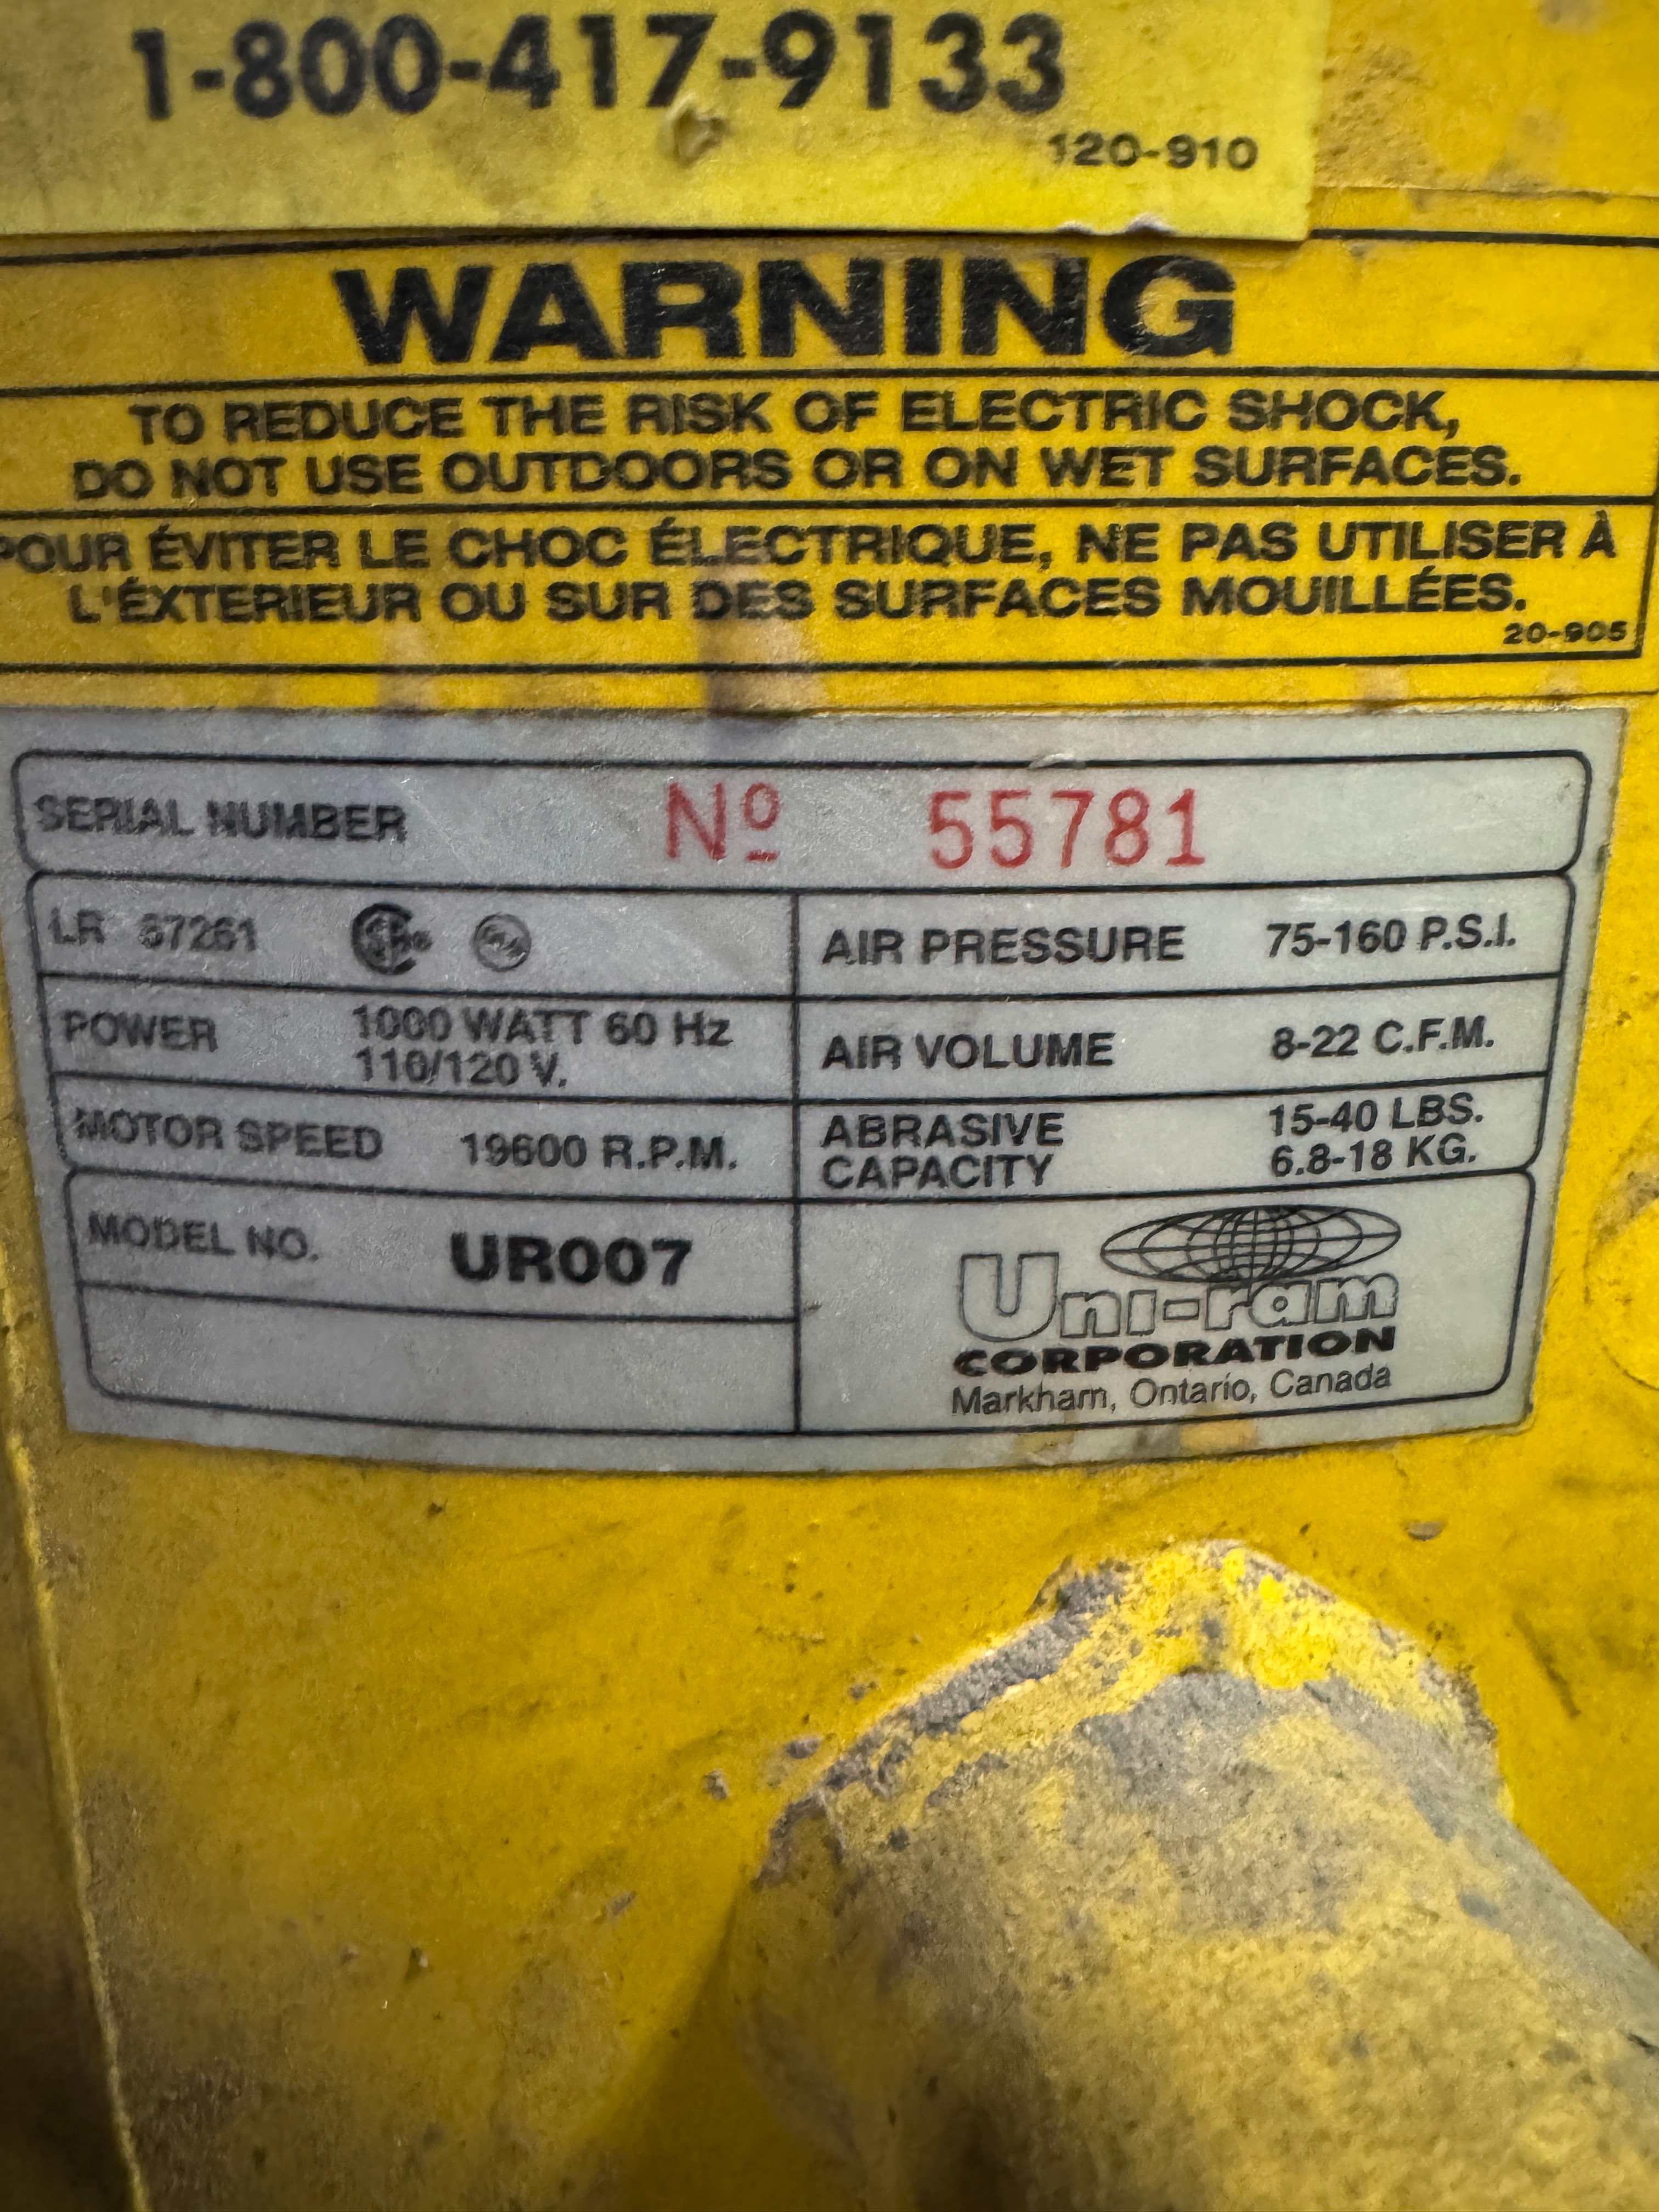 1-800-417-9133
120-910
WARNING
TO REDUCE THE RISK OF ELECTRIC SHOCK,
DO NOT USE OUTDOORS OR ON WET SURFACES.
POUR ÉVITER LE CHOC ÉLECTRIQUE, NE PAS UTILISER À
L'ÉXTERIEUR OU SUR DES SURFACES MOUILLÉES.
20-905
SERIAL NUMBER Nº 55781
LR 67261
AIR PRESSURE 75-160 P.S.I.
POWER 1000 WATT 60 Hz
110/120 V.
AIR VOLUME 8-22 C.F.M.
MOTOR SPEED 19600 R.P.M.
ABRASIVE 15-40 LBS.
CAPACITY 6.8-18 KG.
MODEL NO. UR007
Uni-ram
CORPORATION
Markham, Ontario, Canada